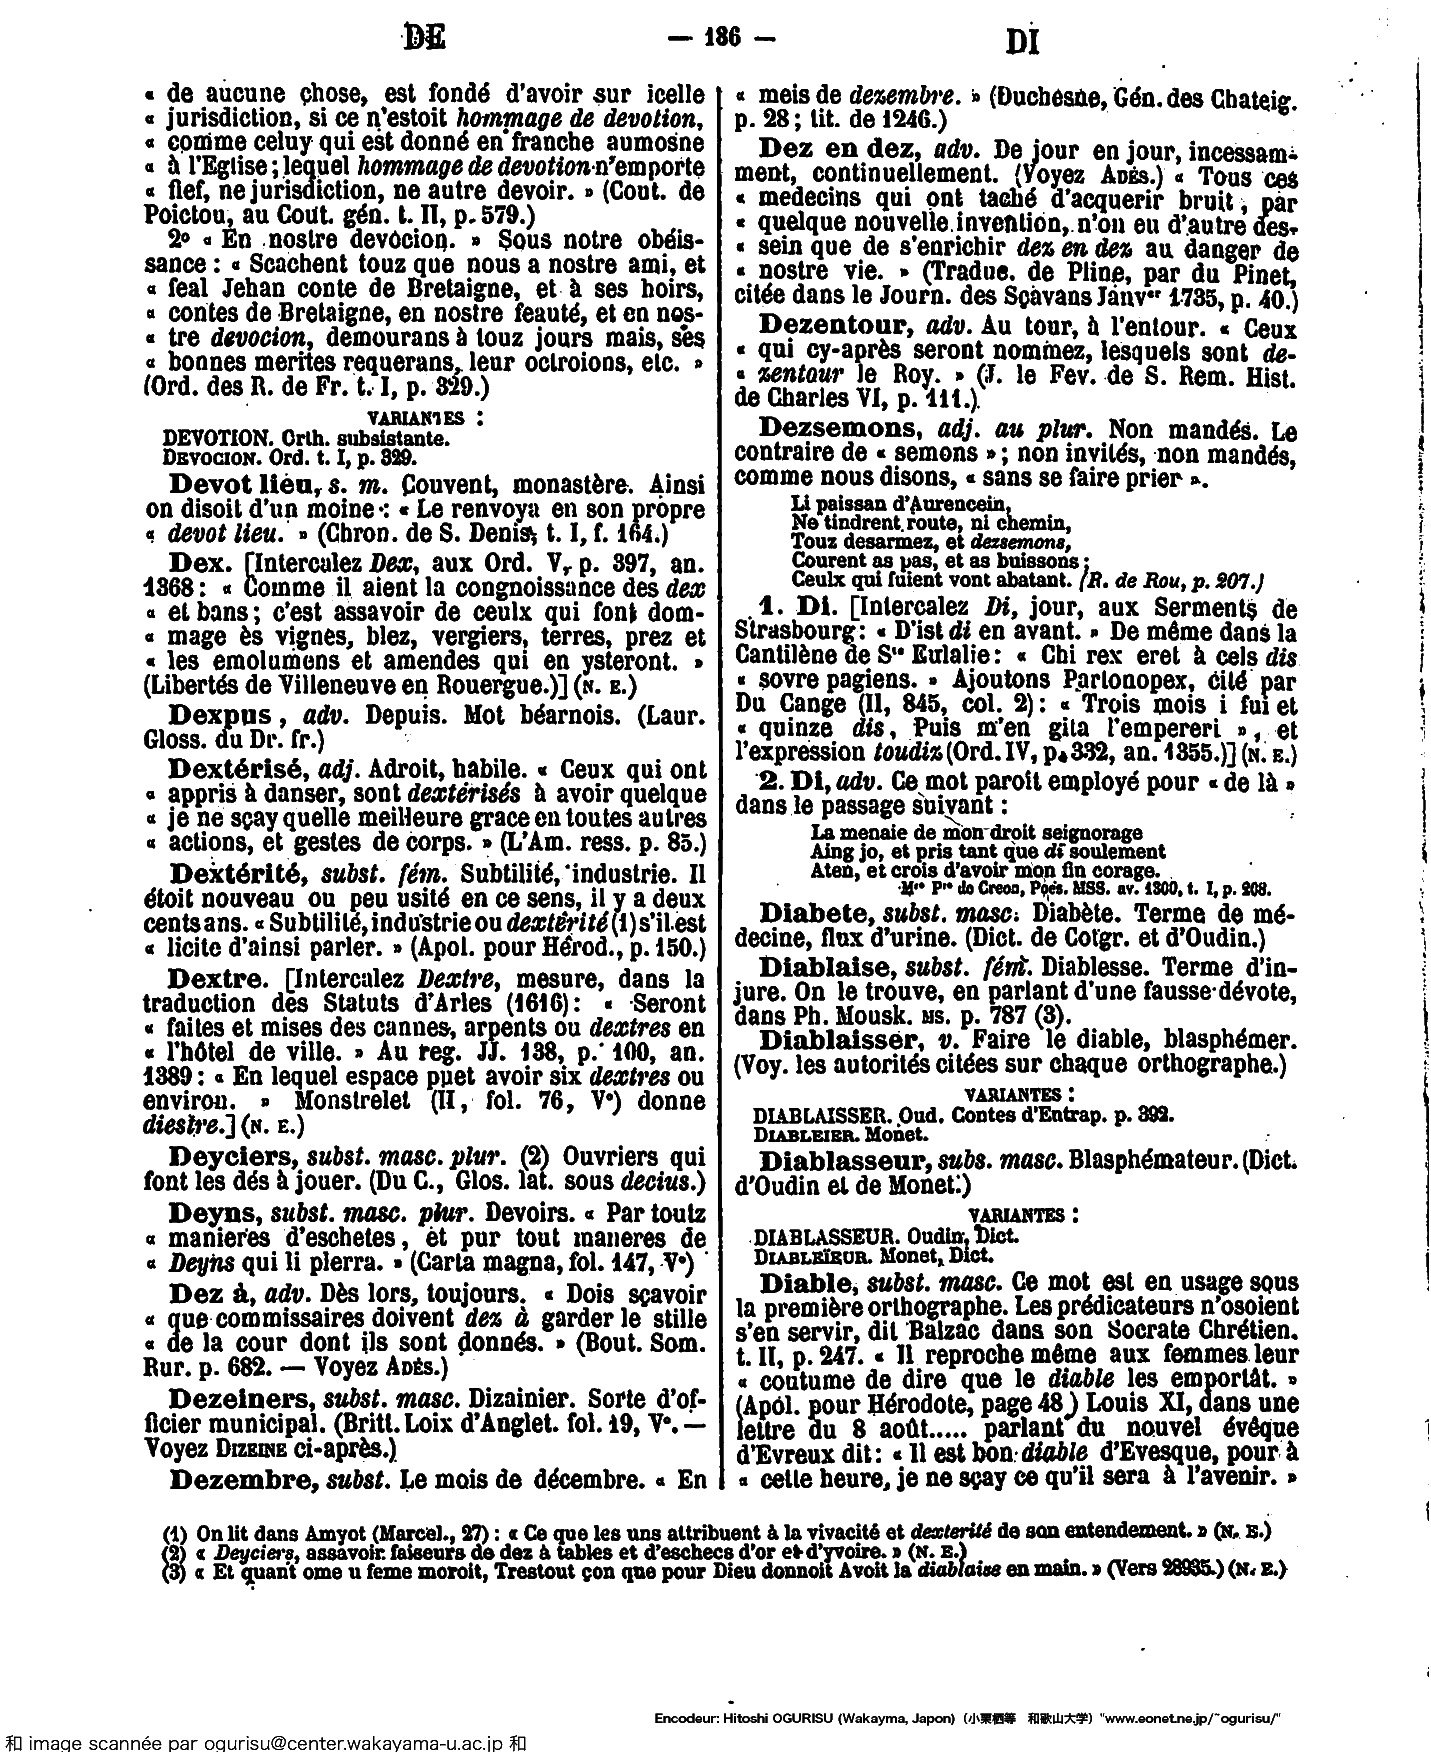 DE
— 186 —
DI
« de aucune chose, est fondé d'avoir sur icelle
« jurisdiction, si ce n'estoit hommage de devotion,
« comme celuy qui est donné en franche aumosne
« à l'Eglise ; lequel hommage de devotion n'emporte
« fief, ne jurisdiction, ne autre devoir. » (Cout. de
Poictou, au Cout. gén. t. II, p. 579.)
2° « En nostre devocion. » Sous notre obéis-
sance : « Scachent touz que nous a nostre ami, et
« feal Jehan conte de Bretaigne, et à ses hoirs,
« contes de Bretaigne, en nostre feauté, et en nos-
« tre devocion, demourans à touz jours mais, ses
« bonnes merites requerans, leur octroions, etc. »
(Ord. des R. de Fr. t. I, p. 329.)
VARIANTES :
DEVOTION. Orth. subsistante.
DEVOCION. Ord. t. I, p. 329.
Devot lieu, s. m. Couvent, monastère. Ainsi
on disoit d'un moine : « Le renvoya en son propre
« devot lieu. » (Chron. de S. Denis, t. I, f. 164.)
Dex. [Intercalez Dex, aux Ord. V, p. 397, an.
1368 : « Comme il aient la congnoissance des dex
« et bans ; c'est assavoir de ceulx qui font dom-
« mage ès vignes, blez, vergiers, terres, prez et
« les emolumens et amendes qui en ysteront. »
(Libertés de Villeneuve en Rouergue.)] (N. E.)
Dexpus, adv. Depuis. Mot béarnois. (Laur.
Gloss. du Dr. fr.)
Dextérisé, adj. Adroit, habile. « Ceux qui ont
« appris à danser, sont dextérisés à avoir quelque
« je ne sçay quelle meilleure grace en toutes autres
« actions, et gestes de corps. » (L'Am. ress. p. 85.)
Dextérité, subst. fém. Subtilité, industrie. Il
étoit nouveau ou peu usité en ce sens, il y a deux
cents ans. « Subtilité, industrie ou dextérité (1) s'il est
« licite d'ainsi parler. » (Apol. pour Hérod., p. 150.)
Dextre. [Intercalez Dextre, mesure, dans la
traduction des Statuts d'Arles (1616) : « Seront
« faites et mises des cannes, arpents ou dextres en
« l'hôtel de ville. » Au reg. JJ. 138, p. 100, an.
1389 : « En lequel espace puet avoir six dextres ou
environ. » Monstrelet (II, fol. 76, V°) donne
diestre.] (N. E.)
Deyciers, subst. masc. plur. (2) Ouvriers qui
font les dés à jouer. (Du C., Glos. lat. sous decius.)
Deyns, subst. masc. plur. Devoirs. « Par toutz
« manieres d'eschetes, et pur tout maneres de
« Deyns qui li pierra. » (Carta magna, fol. 147, V°)
Dez à, adv. Dès lors, toujours. « Dois sçavoir
« que commissaires doivent dez à garder le stille
« de la cour dont ils sont donnés. » (Bout. Som.
Rur. p. 682. — Voyez ADÉS.)
Dezeiners, subst. masc. Dizainier. Sorte d'of-
ficier municipal. (Britt. Loix d'Anglet. fol. 19, V°. —
Voyez DIZEINE ci-après.)
Dezembre, subst. Le mois de décembre. « En
« meis de dezembre. » (Duchesne, Gén. des Chateig.
p. 28 ; tit. de 1246.)
Dez en dez, adv. De jour en jour, incessam-
ment, continuellement. (Voyez ADÉS.) « Tous ces
« medecins qui ont taché d'acquerir bruit, par
« quelque nouvelle invention, n'on eu d'autre des-
« sein que de s'enrichir dez en dez au danger de
« nostre vie. » (Tradue. de Pline, par du Pinet,
citée dans le Journ. des Sçavans Janvᵉʳ 1735, p. 40.)
Dezentour, adv. Au tour, à l'entour. « Ceux
« qui cy-après seront nommez, lesquels sont de-
« zentour le Roy. » (J. le Fev. de S. Rem. Hist.
de Charles VI, p. 111.)
Dezsemons, adj. au plur. Non mandés. Le
contraire de « semons » ; non invités, non mandés,
comme nous disons, « sans se faire prier ».
Li paissan d'Aurencein,
Ne tindrent route, ni chemin,
Touz desarmez, et dezsemons,
Courent as pas, et as buissons ;
Ceulx qui fuient vont abatant. (R. de Rou, p. 207.)
1. Di. [Intercalez Di, jour, aux Serments de
Strasbourg : « D'ist di en avant. » De même dans la
Cantilène de Sᵗᵉ Eulalie : « Chi rex eret à cels dis
« sovre pagiens. » Ajoutons Partonopex, cité par
Du Cange (II, 845, col. 2) : « Trois mois i fui et
« quinze dis, Puis m'en gita l'empereri », et
l'expression toudiz (Ord. IV, p. 332, an. 1355.)] (N. E.)
2. Di, adv. Ce mot paroît employé pour « de là »
dans le passage suivant :
La menaie de mon droit seignorage
Aing jo, et pris tant que di soulement
Aten, et crois d'avoir mon fin corage.
Mʳᵉ Pʳᵉ de Creon, Poés. MSS. av. 1300, t. I, p. 208.
Diabete, subst. masc. Diabète. Terme de mé-
decine, flux d'urine. (Dict. de Cotgr. et d'Oudin.)
Diablaise, subst. fém. Diablesse. Terme d'in-
jure. On le trouve, en parlant d'une fausse dévote,
dans Ph. Mousk. MS. p. 787 (3).
Diablaisser, v. Faire le diable, blasphémer.
(Voy. les autorités citées sur chaque orthographe.)
VARIANTES :
DIABLAISSER. Oud. Contes d'Entrap. p. 392.
DIABLEIER. Monet.
Diablasseur, subs. masc. Blasphémateur. (Dict.
d'Oudin et de Monet.)
VARIANTES :
DIABLASSEUR. Oudin, Dict.
DIABLEÏEUR. Monet, Dict.
Diable, subst. masc. Ce mot est en usage sous
la première orthographe. Les prédicateurs n'osoient
s'en servir, dit Balzac dans son Socrate Chrétien.
t. II, p. 247. « Il reproche même aux femmes leur
« coutume de dire que le diable les emportât. »
(Apol. pour Hérodote, page 48.) Louis XI, dans une
lettre du 8 août..... parlant du nouvel évêque
d'Evreux dit : « Il est bon diable d'Evesque, pour à
« cette heure, je ne sçay ce qu'il sera à l'avenir. »
(1) On lit dans Amyot (Marcel., 27) : « Ce que les uns attribuent à la vivacité et dexterité de son entendement. » (N. E.)
(2) « Deyciers, assavoir faiseurs de dez à tables et d'eschecs d'or et d'yvoire. » (N. E.)
(3) « Et quant ome u feme moroit, Trestout çon que pour Dieu donnoit Avoit la diablaise en main. » (Vers 28935.) (N. E.)
Encodeur: Hitoshi OGURISU (Wakayma, Japon) (小栗栖等 和歌山大学) "www.eonet.ne.jp/~ogurisu/"
和 image scannée par ogurisu@center.wakayama-u.ac.jp 和